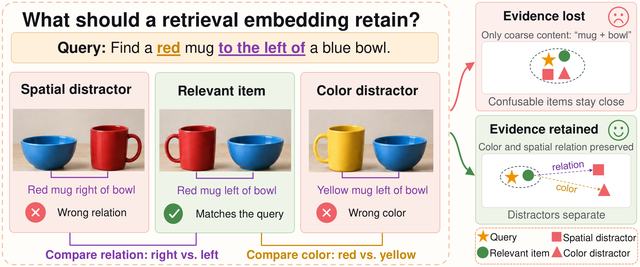 What should a retrieval embedding retain?
Query: Find a red mug to the left of a blue bowl.
Spatial distractor
Red mug right of bowl
Wrong relation
Relevant item
Red mug left of bowl
Matches the query
Color distractor
Yellow mug left of bowl
Wrong color
Compare relation: right vs. left
Compare color: red vs. yellow
Evidence lost
Only coarse content: “mug + bowl”
Confusable items stay close
Evidence retained
Color and spatial relation preserved
relation
color
Distractors separate
Query
Spatial distractor
Relevant item
Color distractor